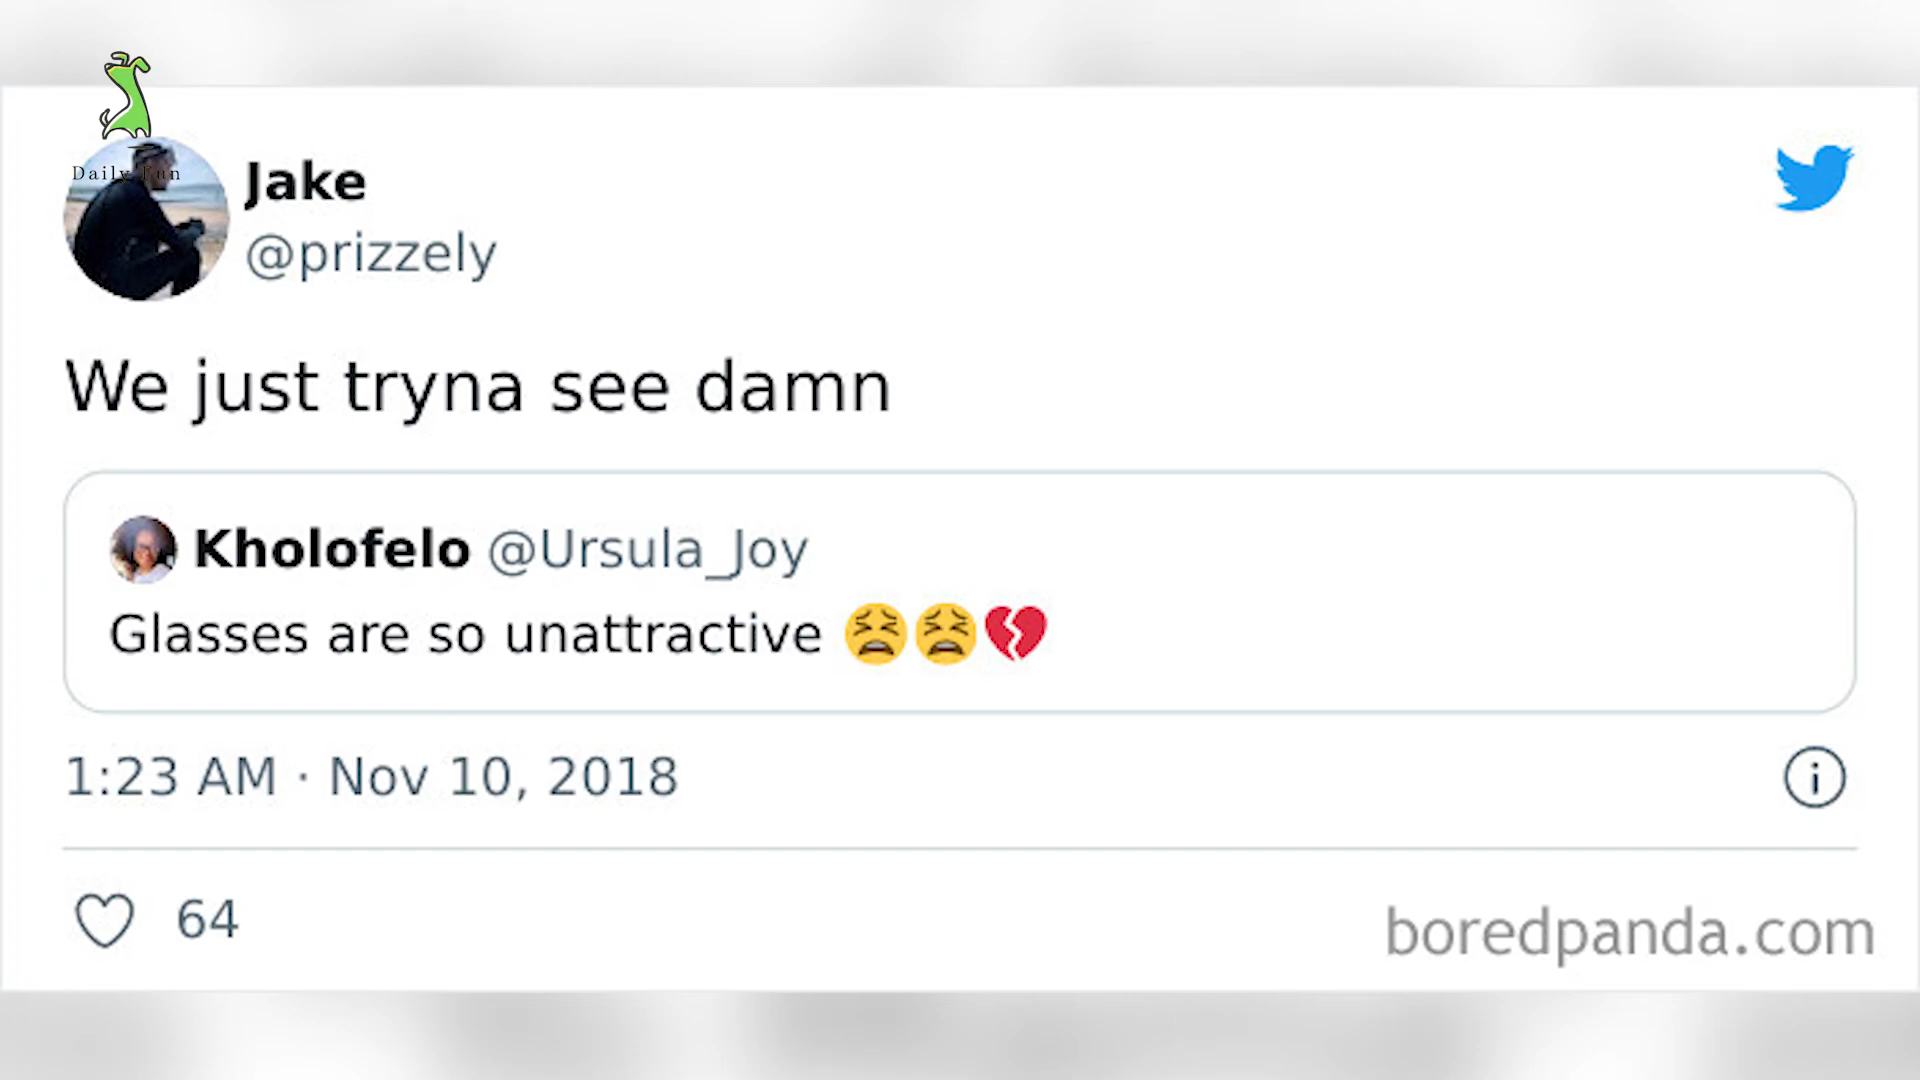 Daily Fun
Jake
@prizzely
We just tryna see damn
Kholofelo @Ursula_Joy
Glasses are so unattractive 😫😫💔
1:23 AM · Nov 10, 2018
64
boredpanda.com